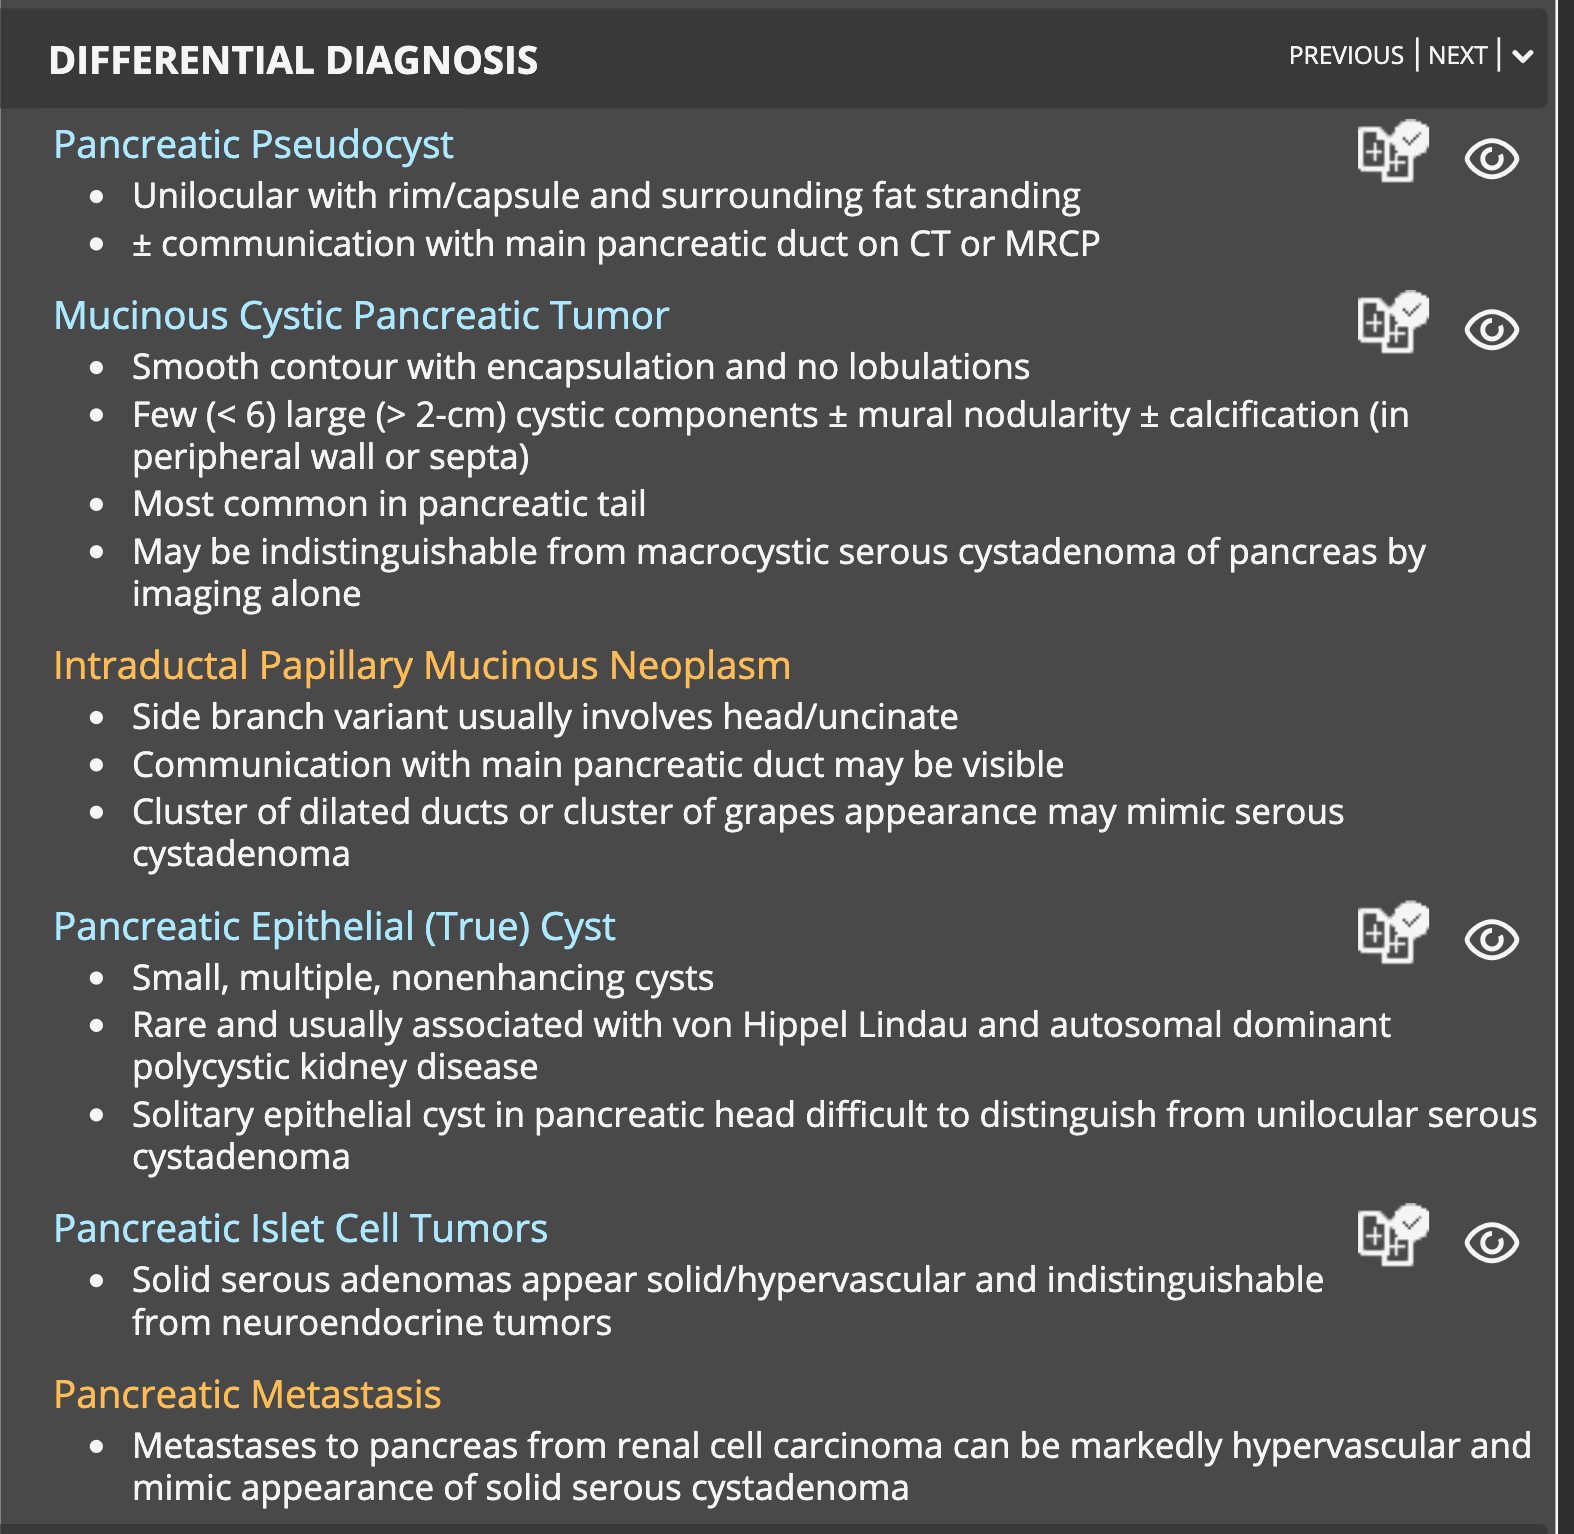 DIFFERENTIAL DIAGNOSIS
PREVIOUS | NEXT |
Pancreatic Pseudocyst
• Unilocular with rim/capsule and surrounding fat stranding
• ± communication with main pancreatic duct on CT or MRCP
Mucinous Cystic Pancreatic Tumor
• Smooth contour with encapsulation and no lobulations
• Few (< 6) large (> 2-cm) cystic components ± mural nodularity ± calcification (in
peripheral wall or septa)
• Most common in pancreatic tail
• May be indistinguishable from macrocystic serous cystadenoma of pancreas by
imaging alone
Intraductal Papillary Mucinous Neoplasm
• Side branch variant usually involves head/uncinate
• Communication with main pancreatic duct may be visible
• Cluster of dilated ducts or cluster of grapes appearance may mimic serous
cystadenoma
Pancreatic Epithelial (True) Cyst
• Small, multiple, nonenhancing cysts
• Rare and usually associated with von Hippel Lindau and autosomal dominant
polycystic kidney disease
• Solitary epithelial cyst in pancreatic head difficult to distinguish from unilocular serous
cystadenoma
Pancreatic Islet Cell Tumors
• Solid serous adenomas appear solid/hypervascular and indistinguishable
from neuroendocrine tumors
Pancreatic Metastasis
• Metastases to pancreas from renal cell carcinoma can be markedly hypervascular and
mimic appearance of solid serous cystadenoma